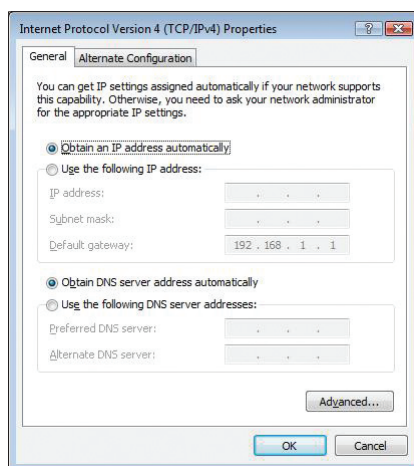 Internet Protocol Version 4 (TCP/IPv4) Properties
General Alternate Configuration
You can get IP settings assigned automatically if your network supports
this capability. Otherwise, you need to ask your network administrator
for the appropriate IP settings.
Obtain an IP address automatically
Use the following IP address:
IP address: . . .
Subnet mask: . . .
Default gateway: 192 . 168 . 1 . 1
Obtain DNS server address automatically
Use the following DNS server addresses:
Preferred DNS server: . . .
Alternate DNS server: . . .
Advanced...
OK Cancel